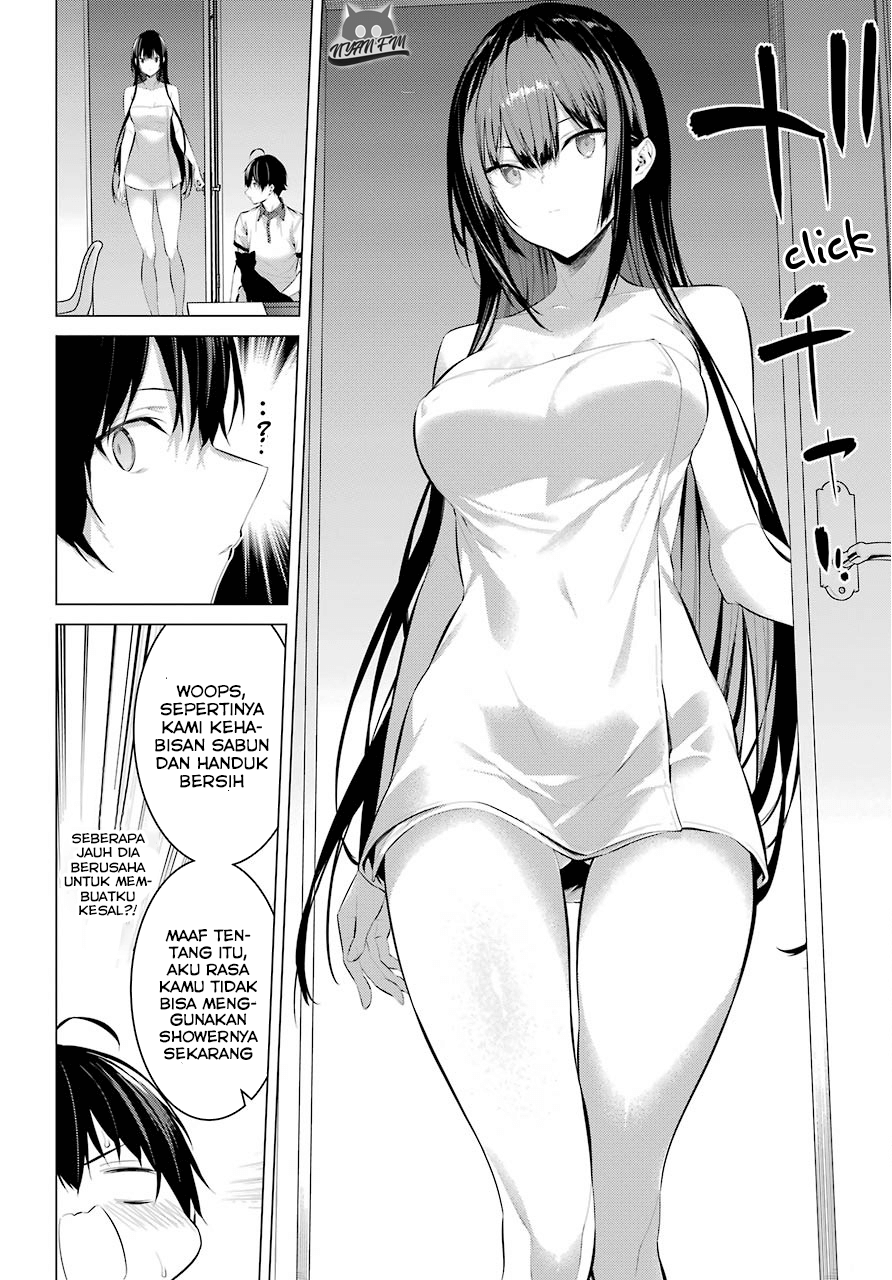 NYAN FM
ガ
click
チャ
…?
WOOPS,
SEPERTINYA
KAMI KEHA-
BISAN SABUN
DAN HANDUK
BERSIH
SEBERAPA
JAUH DIA
BERUSAHA
UNTUK MEM-
BUATKU
KESAL?!
MAAF TEN-
TANG ITU,
AKU RASA
KAMU TIDAK
BISA MENG-
GUNAKAN
SHOWERNYA
SEKARANG